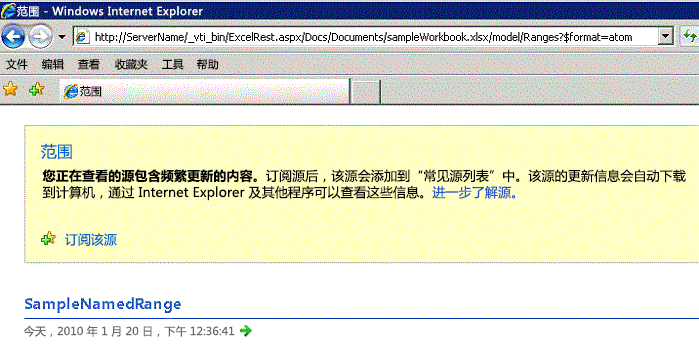 范围 - Windows Internet Explorer
http://ServerName/_vti_bin/ExcelRest.aspx/Docs/Documents/sampleWorkbook.xlsx/model/Ranges?$format=atom
文件 编辑 查看 收藏夹 工具 帮助
范围
范围
您正在查看的源包含频繁更新的内容。订阅源后，该源会添加到“常见源列表”中。该源的更新信息会自动下载
到计算机，通过 Internet Explorer 及其他程序可以查看这些信息。进一步了解源。
订阅该源
SampleNamedRange
今天，2010 年 1 月 20 日，下午 12:36:41